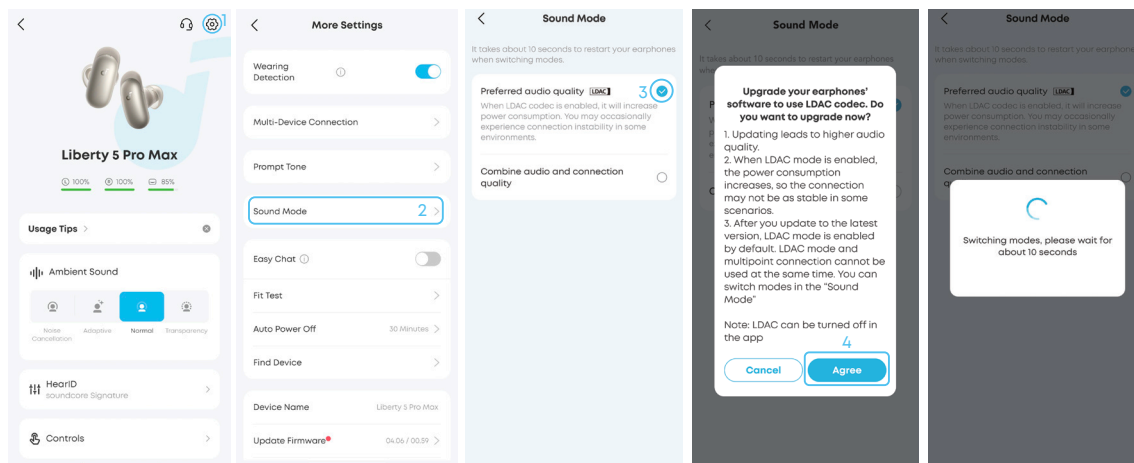 1
Liberty 5 Pro Max
100% 100% 85%
Usage Tips
Ambient Sound
Noise Cancellation
Adaptive
Normal
Transparency
HearID
soundcore Signature
Controls
More Settings
Wearing
Detection
Multi-Device Connection
Prompt Tone
Sound Mode 2
Easy Chat
Fit Test
Auto Power Off 30 Minutes
Find Device
Device Name Liberty 5 Pro Max
Update Firmware 04.06 / 00.59
Sound Mode
It takes about 10 seconds to restart your earphones
when switching modes.
Preferred audio quality LDAC 3
When LDAC codec is enabled, it will increase
power consumption. You may occasionally
experience connection instability in some
environments.
Combine audio and connection
quality
Sound Mode
It takes about 10 seconds to restart your earphones
Upgrade your earphones'
software to use LDAC codec. Do
you want to upgrade now?
1. Updating leads to higher audio
quality.
2. When LDAC mode is enabled,
the power consumption
increases, so the connection
may not be as stable in some
scenarios.
3. After you update to the latest
version, LDAC mode is enabled
by default. LDAC mode and
multipoint connection cannot be
used at the same time. You can
switch modes in the "Sound
Mode"
Note: LDAC can be turned off in
the app
4
Cancel Agree
Sound Mode
It takes about 10 seconds to restart your earphone
when switching modes.
Preferred audio quality LDAC
When LDAC codec is enabled, it will increase
power consumption. You may occasionally
experience connection instability in some
environments.
Combine audio and connection
Switching modes, please wait for
about 10 seconds